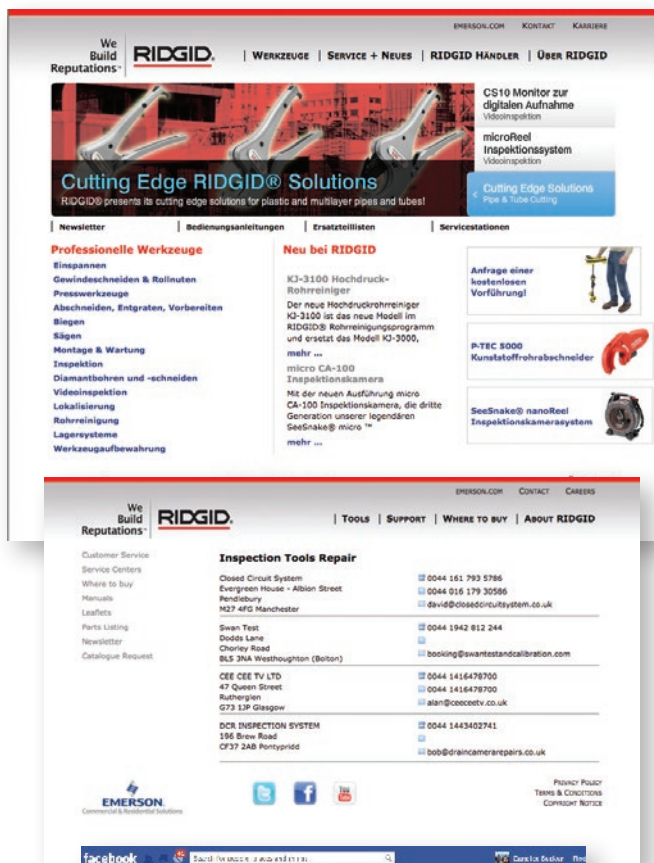 EMERSON.COM KONTAKT KARRIERE
We
Build
Reputations™
RIDGID.
| WERKZEUGE | SERVICE + NEUES | RIDGID HÄNDLER | ÜBER RIDGID
CS10 Monitor zur
digitalen Aufnahme
Videoinspektion
microReel
Inspektionssystem
Videoinspektion
Cutting Edge Solutions
Pipe & Tube Cutting
Cutting Edge RIDGID® Solutions
RIDGID® presents its cutting edge solutions for plastic and multilayer pipes and tubes!
| Newsletter | Bedienungsanleitungen | Ersatzteillisten | Servicestationen
Professionelle Werkzeuge
Einspannen
Gewindeschneiden & Rollnuten
Presswerkzeuge
Abschneiden, Entgraten, Vorbereiten
Biegen
Sägen
Montage & Wartung
Inspektion
Diamantbohren und -schneiden
Videoinspektion
Lokalisierung
Rohrreinigung
Lagersysteme
Werkzeugaufbewahrung
Neu bei RIDGID
KJ-3100 Hochdruck-
Rohrreiniger
Der neue Hochdruckrohrreiniger
KJ-3100 ist das neue Modell im
RIDGID® Rohrreinigungsprogramm
und ersetzt das Modell KJ-3000,
mehr ...
micro CA-100
Inspektionskamera
Mit der neuen Ausführung micro
CA-100 Inspektionskamera, die dritte
Generation unserer legendären
SeeSnake® micro ™
mehr ...
Anfrage einer
kostenlosen
Vorführung!
P-TEC 5000
Kunststoffrohrabschneider
SeeSnake® nanoReel
Inspektionskamerasystem
EMERSON.COM CONTACT CAREERS
We
Build
Reputations™
RIDGID.
| TOOLS | SUPPORT | WHERE TO BUY | ABOUT RIDGID
Customer Service
Service Centers
Where to buy
Manuals
Leaflets
Parts Listing
Newsletter
Catalogue Request
Inspection Tools Repair
Closed Circuit System
Evergreen House - Albion Street
Pendlebury
M27 4FG Manchester
0044 161 793 5786
0044 016 179 30586
david@closedcircuitsystem.co.uk
Swan Test
Dodds Lane
Chorley Road
BL5 3NA Westhoughton (Bolton)
0044 1942 812 244
booking@swantestandcalibration.com
CEE CEE TV LTD
47 Queen Street
Rutherglen
G73 1JP Glasgow
0044 1416478700
0044 1416478700
alan@ceeceetv.co.uk
DCR INSPECTION SYSTEM
196 Brew Road
CF37 2AB Pontypridd
0044 1443402741
bob@draincamerarepairs.co.uk
EMERSON.
Commercial & Residential Solutions
You
Tube
PRIVACY POLICY
TERMS & CONDITIONS
COPYRIGHT NOTICE
facebook